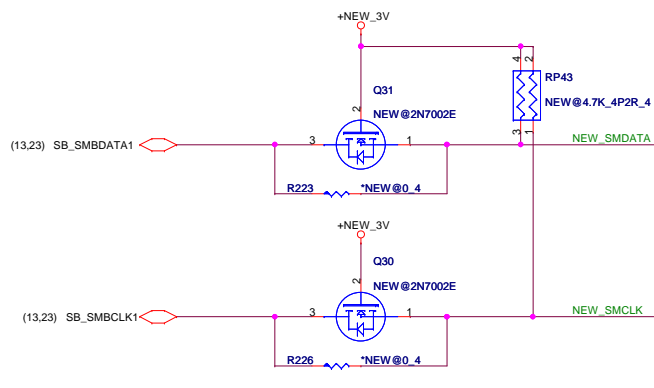 +NEW_3V
4
2
RP43
NEW@4.7K_4P2R_4
3
1
Q31
NEW@2N7002E
2
(13,23) SB_SMBDATA1
3
1
NEW_SMDATA
R223
*NEW@0_4
+NEW_3V
Q30
NEW@2N7002E
2
(13,23) SB_SMBCLK1
3
1
NEW_SMCLK
R226
*NEW@0_4